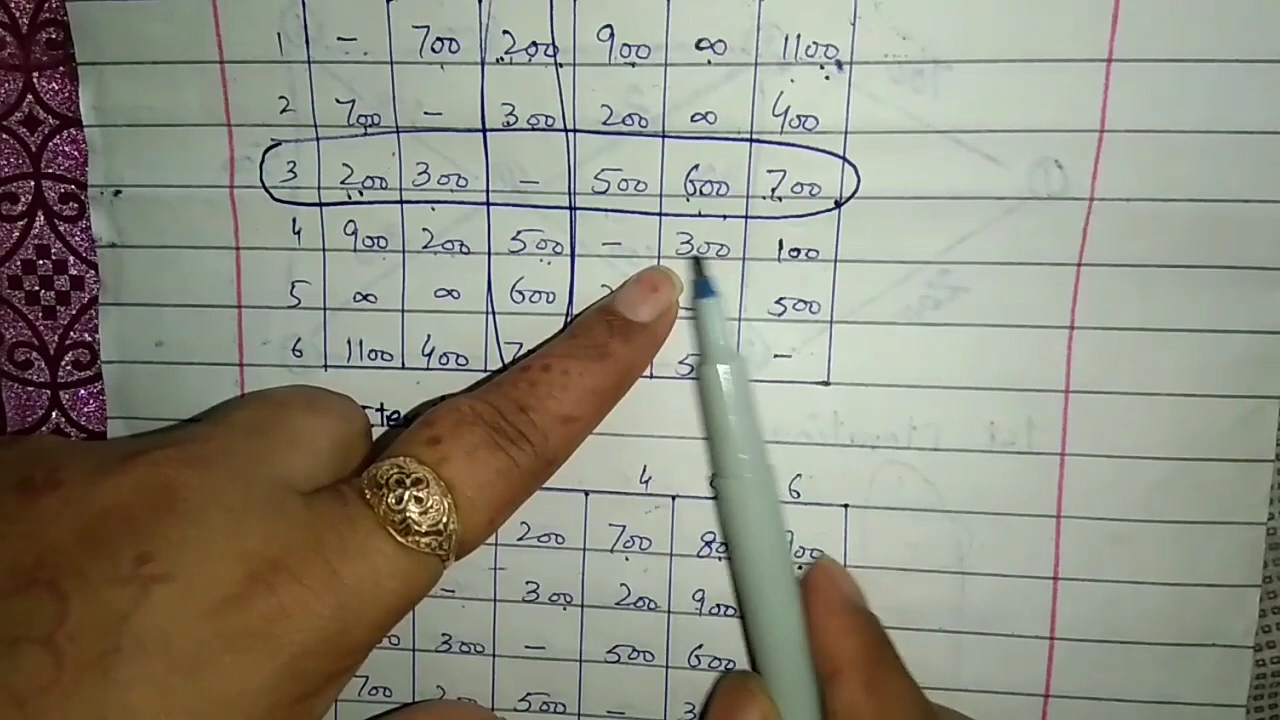 1 - 700 200 900 ∞ 1100
2 700 - 300 200 ∞ 400
3 200 300 - 500 600 700
4 900 200 500 - 300 100
5 ∞ ∞ 600 500
6 1100 400 -
4 6
200 700
- 300 200 900
300 - 500 600
700 500 -